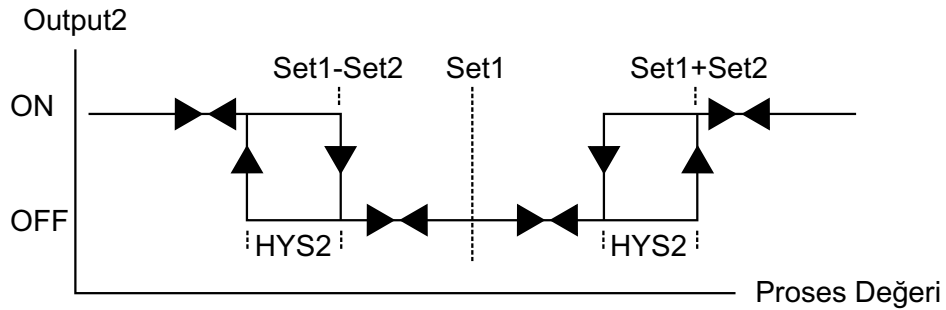 Output2
Set1-Set2
Set1
Set1+Set2
ON
OFF
HYS2
HYS2
Proses Değeri